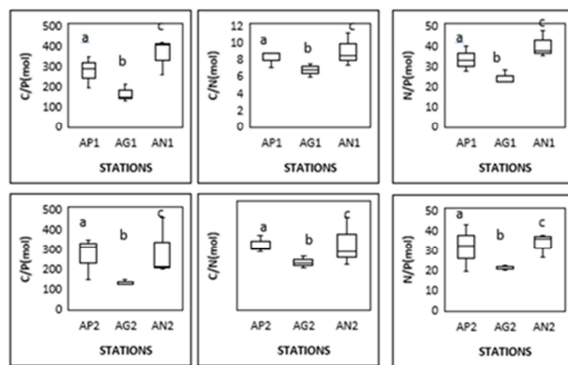 C/P(mol)
500
400
300
200
100
0
a
b
c
AP1 AG1 AN1
STATIONS
C/N(mol)
12
10
8
6
4
2
0
a
b
c
AP1 AG1 AN1
STATIONS
N/P(mol)
50
40
30
20
10
0
a
b
c
AP1 AG1 AN1
STATIONS
C/P(mol)
500
400
300
200
100
0
a
b
c
AP2 AG2 AN2
STATIONS
C/N(mol)
a
b
c
AP2 AG2 AN2
STATIONS
N/P(mol)
50
40
30
20
10
0
a
b
c
AP2 AG2 AN2
STATIONS